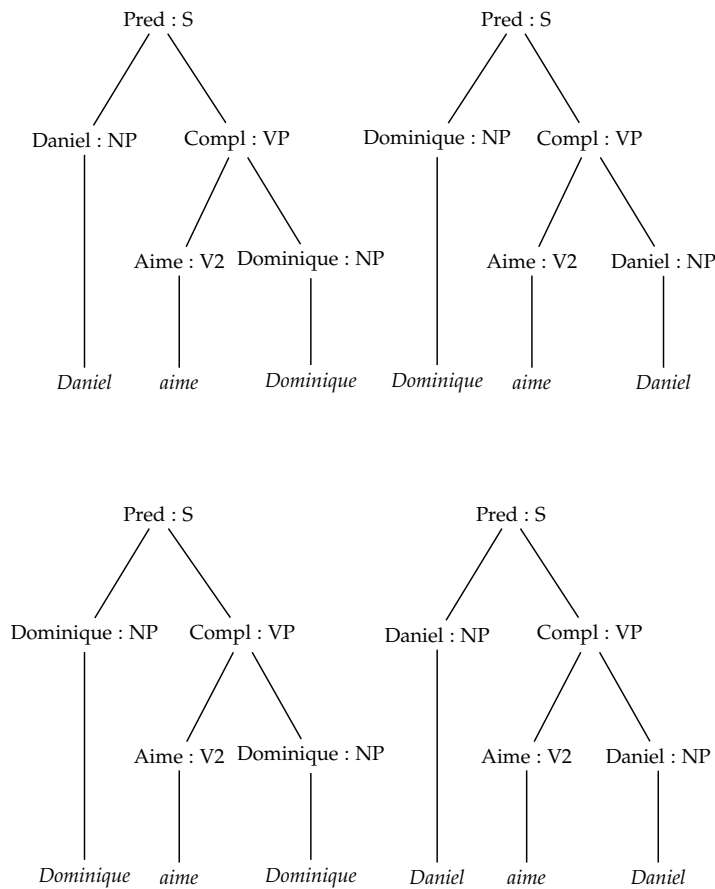 Pred : S Pred : S
Daniel : NP Compl : VP Dominique : NP Compl : VP
Aime : V2 Dominique : NP Aime : V2 Daniel : NP
Daniel aime Dominique Dominique aime Daniel
Pred : S Pred : S
Dominique : NP Compl : VP Daniel : NP Compl : VP
Aime : V2 Dominique : NP Aime : V2 Daniel : NP
Dominique aime Dominique Daniel aime Daniel